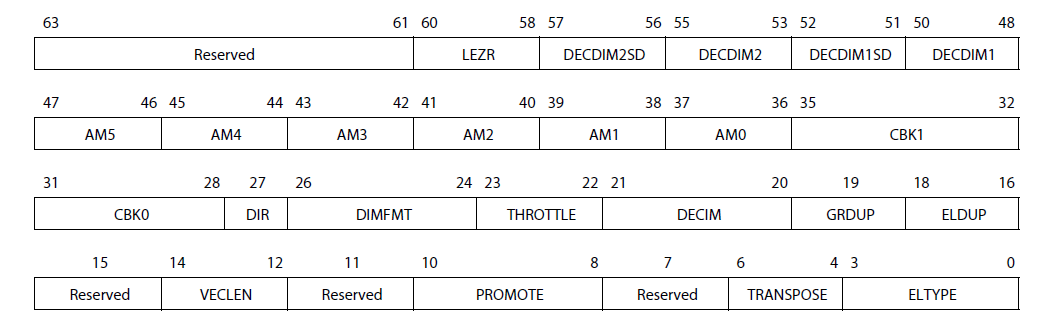 63 61 60 58 57 56 55 53 52 51 50 48
Reserved LEZR DECDIM2SD DECDIM2 DECDIM1SD DECDIM1
47 46 45 44 43 42 41 40 39 38 37 36 35 32
AM5 AM4 AM3 AM2 AM1 AM0 CBK1
31 28 27 26 24 23 22 21 20 19 18 16
CBK0 DIR DIMFMT THROTTLE DECIM GRDUP ELDUP
15 14 12 11 10 8 7 6 4 3 0
Reserved VECLEN Reserved PROMOTE Reserved TRANSPOSE ELTYPE